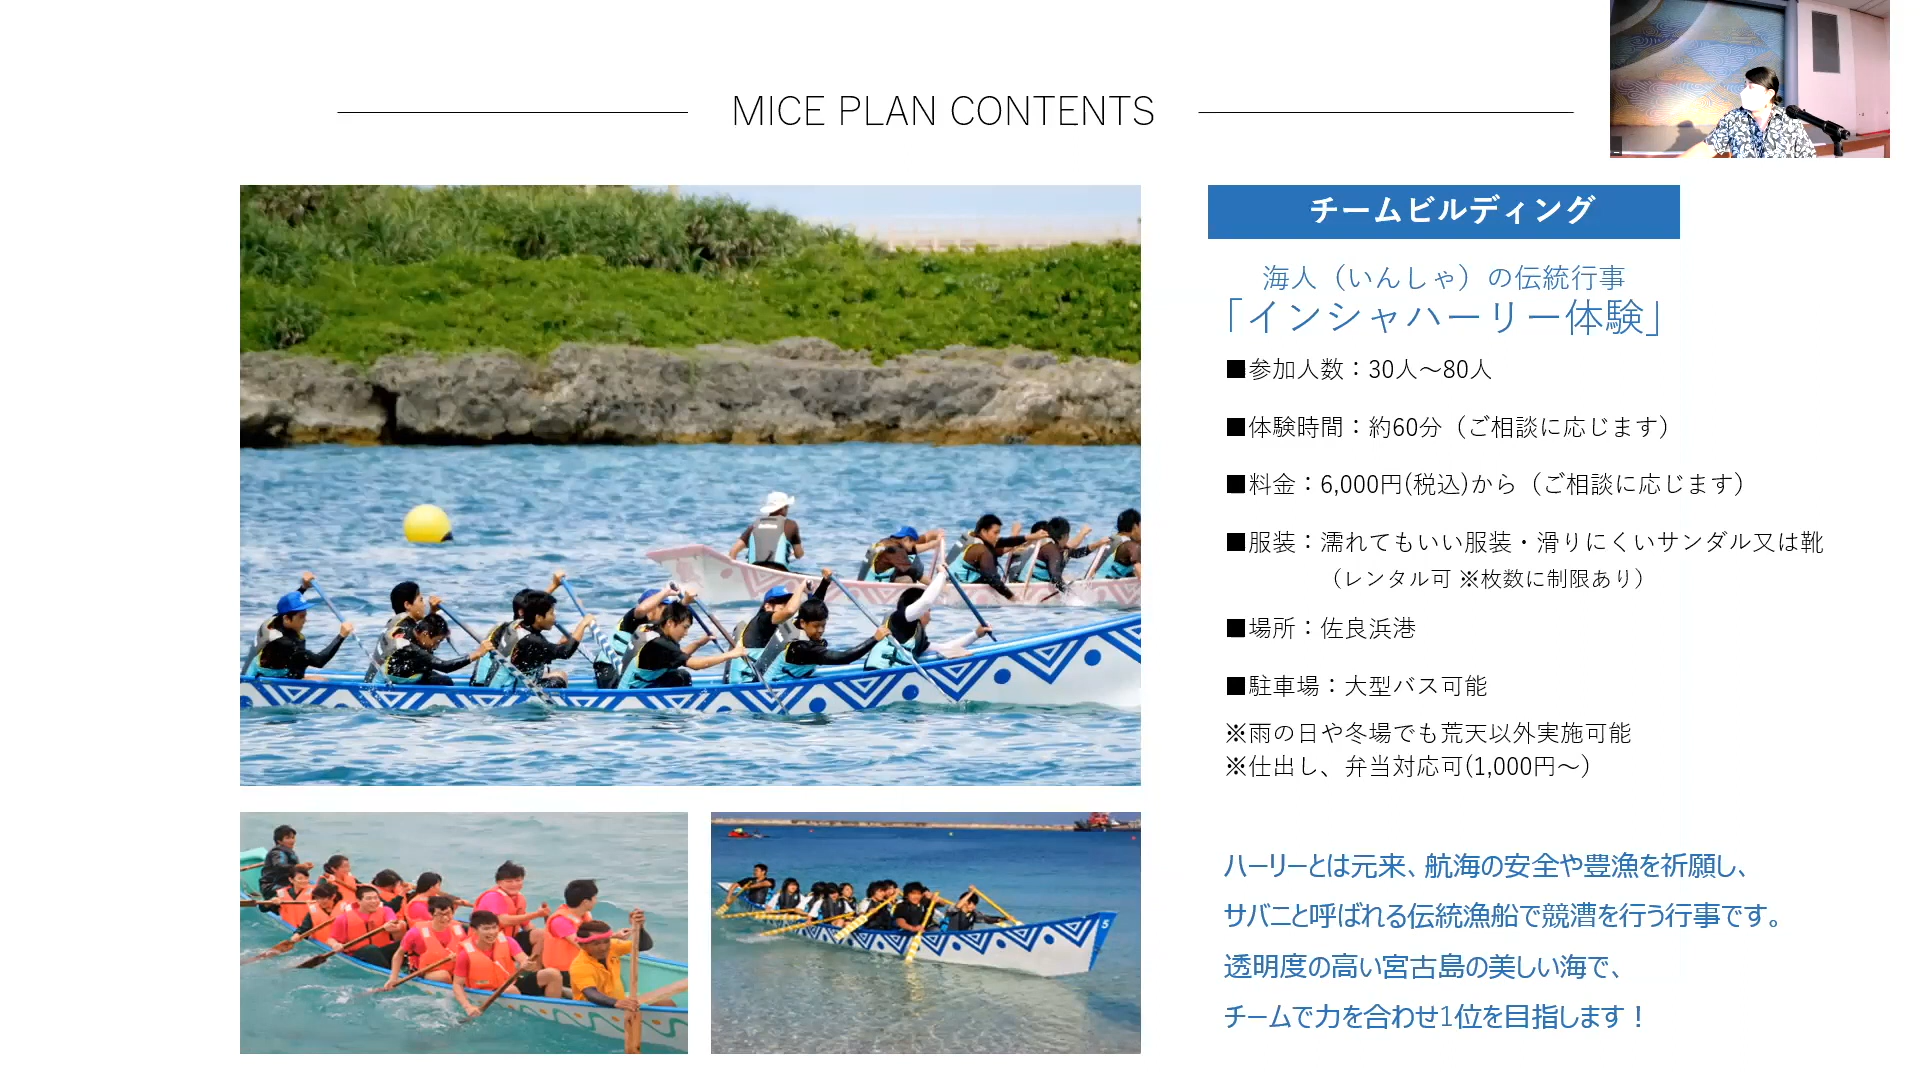 MICE PLAN CONTENTS
チームビルディング
海人（いんしゃ）の伝統行事
「インシャハーリー体験」
■参加人数：30人～80人
■体験時間：約60分（ご相談に応じます）
■料金：6,000円(税込)から（ご相談に応じます）
■服装：濡れてもいい服装・滑りにくいサンダル又は靴
（レンタル可 ※枚数に制限あり）
■場所：佐良浜港
■駐車場：大型バス可能
※雨の日や冬場でも荒天以外実施可能
※仕出し、弁当対応可(1,000円～)
ハーリーとは元来、航海の安全や豊漁を祈願し、
サバニと呼ばれる伝統漁船で競漕を行う行事です。
透明度の高い宮古島の美しい海で、
チームで力を合わせ1位を目指します！
5